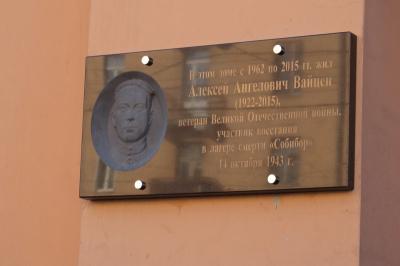 В этом доме с 1962 по 2015 гг. жил
Алексей Ангелович Вайцен
(1922-2015),
ветеран Великой Отечественной войны,
участник восстания
в лагере смерти «Собибор»
14 октября 1943 г.